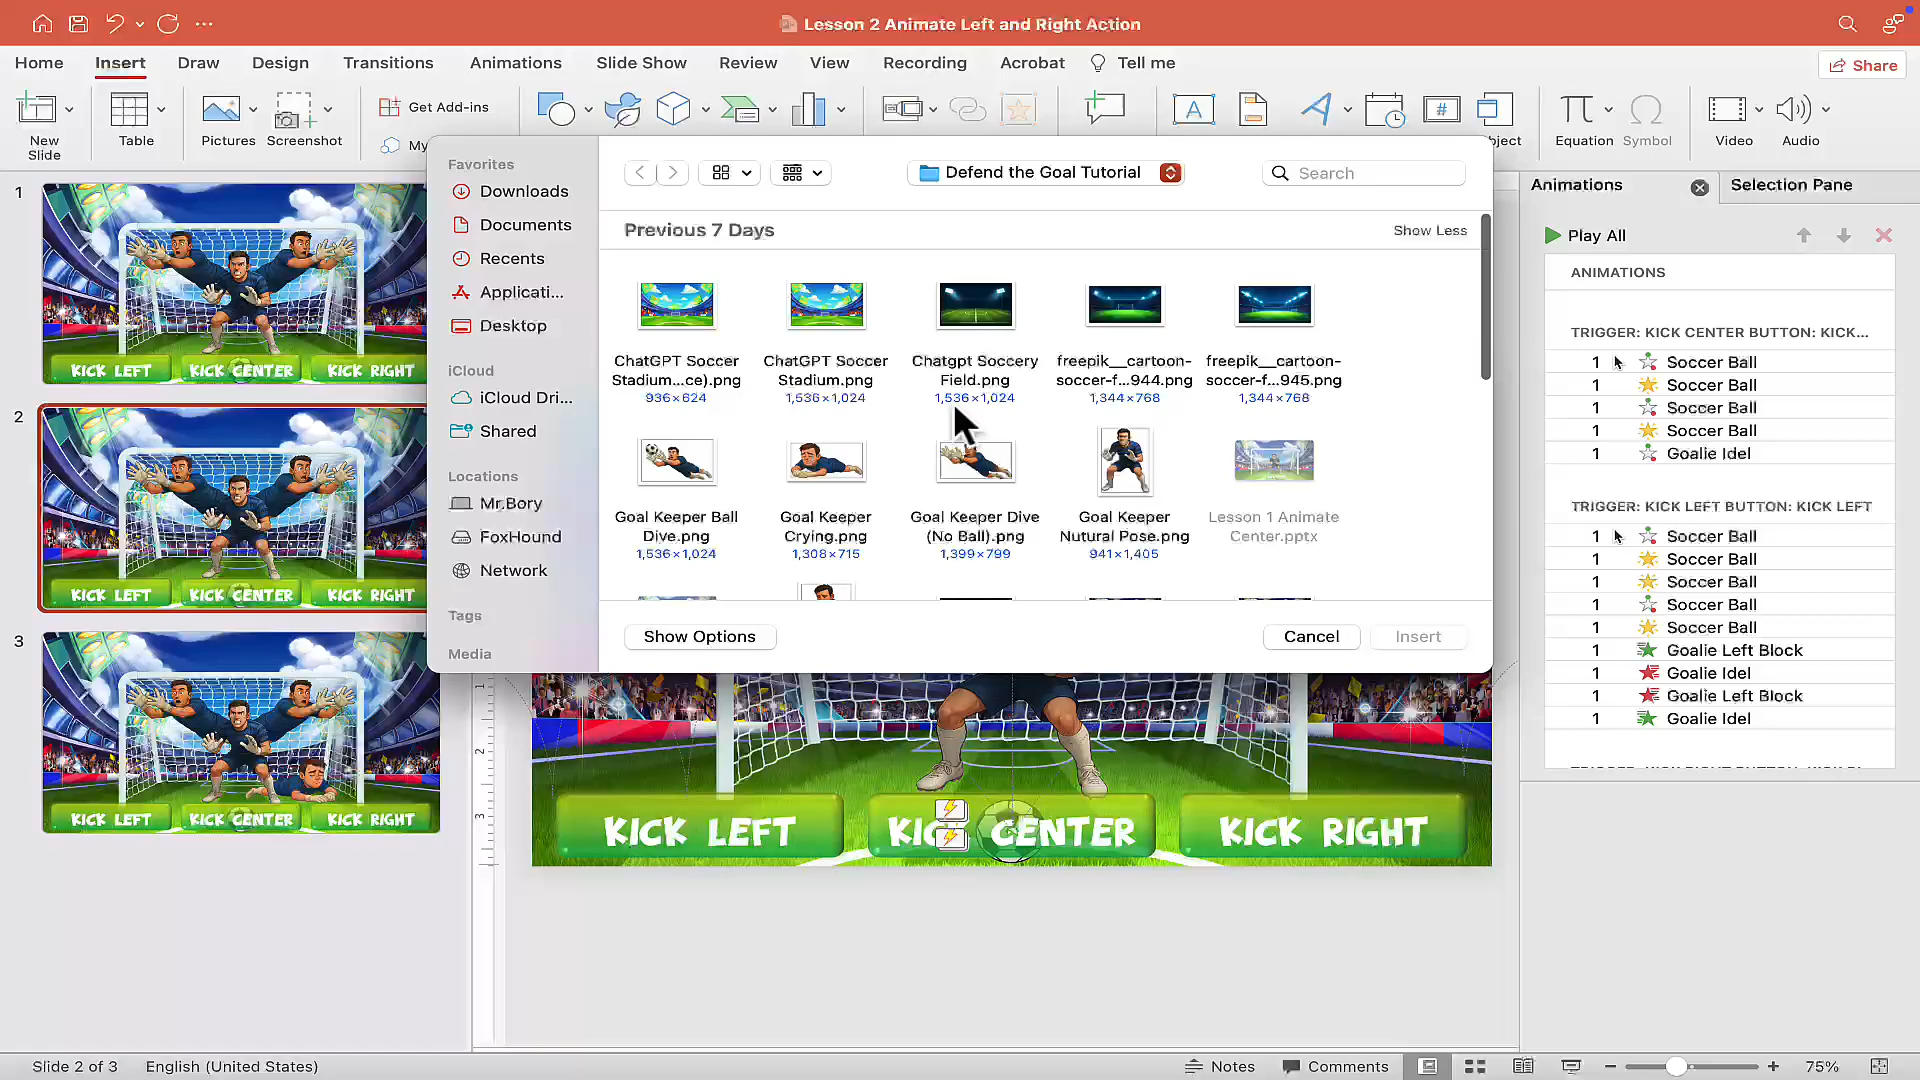 Lesson 2 Animate Left and Right Action
Home Insert Draw Design Transitions Animations Slide Show Review View Recording Acrobat Tell me
Share
New Slide
Table
Pictures
Screenshot
Get Add-ins
My
bject
Equation
Symbol
Video
Audio
1
KICK LEFT KICK CENTER KICK RIGHT
2
KICK LEFT KICK CENTER KICK RIGHT
3
KICK LEFT KICK CENTER KICK RIGHT
Favorites
Downloads
Documents
Recents
Applicati...
Desktop
iCloud
iCloud Dri...
Shared
Locations
Mr.Bory
FoxHound
Network
Tags
Media
Defend the Goal Tutorial
Search
Previous 7 Days
Show Less
ChatGPT Soccer Stadium...ce).png
936×624
ChatGPT Soccer Stadium.png
1,536×1,024
Chatgpt Soccery Field.png
1,536×1,024
freepik__cartoon-soccer-f...944.png
1,344×768
freepik__cartoon-soccer-f...945.png
1,344×768
Goal Keeper Ball Dive.png
1,536×1,024
Goal Keeper Crying.png
1,308×715
Goal Keeper Dive (No Ball).png
1,399×799
Goal Keeper Nutural Pose.png
941×1,405
Lesson 1 Animate Center.pptx
Show Options
Cancel
Insert
1
2
3
KICK LEFT KICK CENTER KICK RIGHT
Animations
Selection Pane
Play All
ANIMATIONS
TRIGGER: KICK CENTER BUTTON: KICK...
1 Soccer Ball
1 Soccer Ball
1 Soccer Ball
1 Soccer Ball
1 Goalie Idel
TRIGGER: KICK LEFT BUTTON: KICK LEFT
1 Soccer Ball
1 Soccer Ball
1 Soccer Ball
1 Soccer Ball
1 Soccer Ball
1 Goalie Left Block
1 Goalie Idel
1 Goalie Left Block
1 Goalie Idel
Slide 2 of 3
English (United States)
Notes
Comments
75%